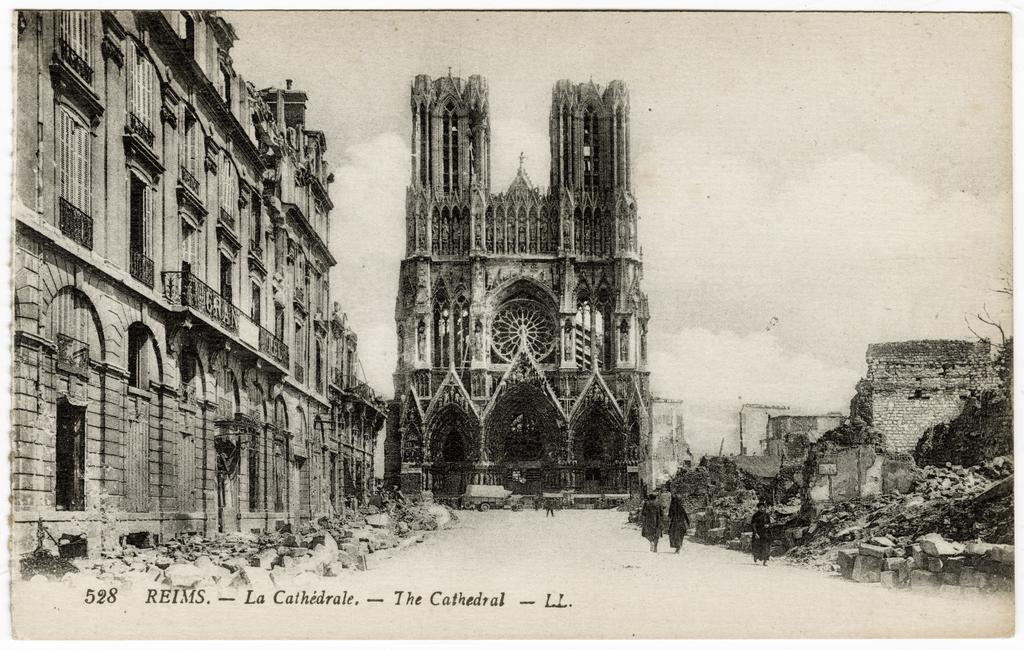 528 REIMS. — La Cathédrale. — The Cathedral — LL.